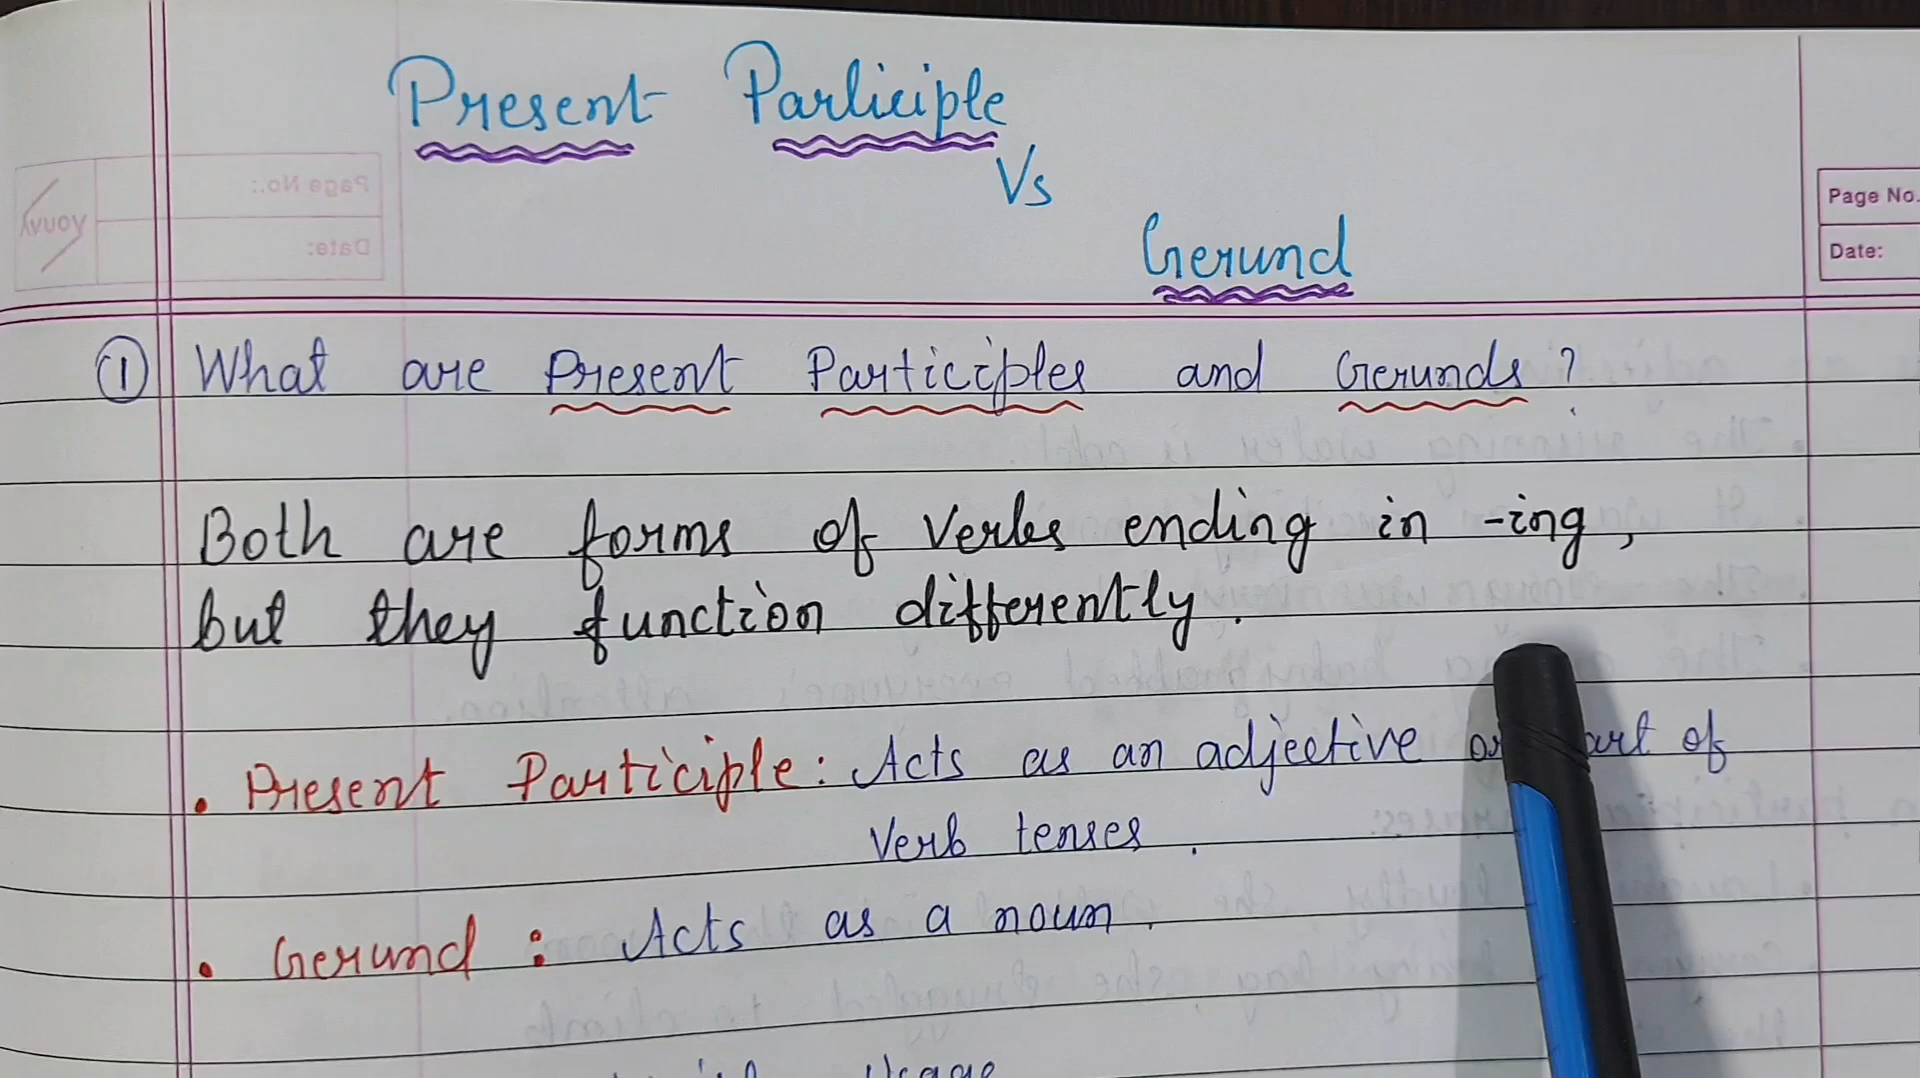 Present Participle
Vs
Gerund
Page No.
Date:
① What are Present Participles and Gerunds?
Both are forms of Verbs ending in -ing,
but they function differently.
• Present Participle: Acts as an adjective of
Verb tenses.
• Gerund: Acts as a noun.
Usage